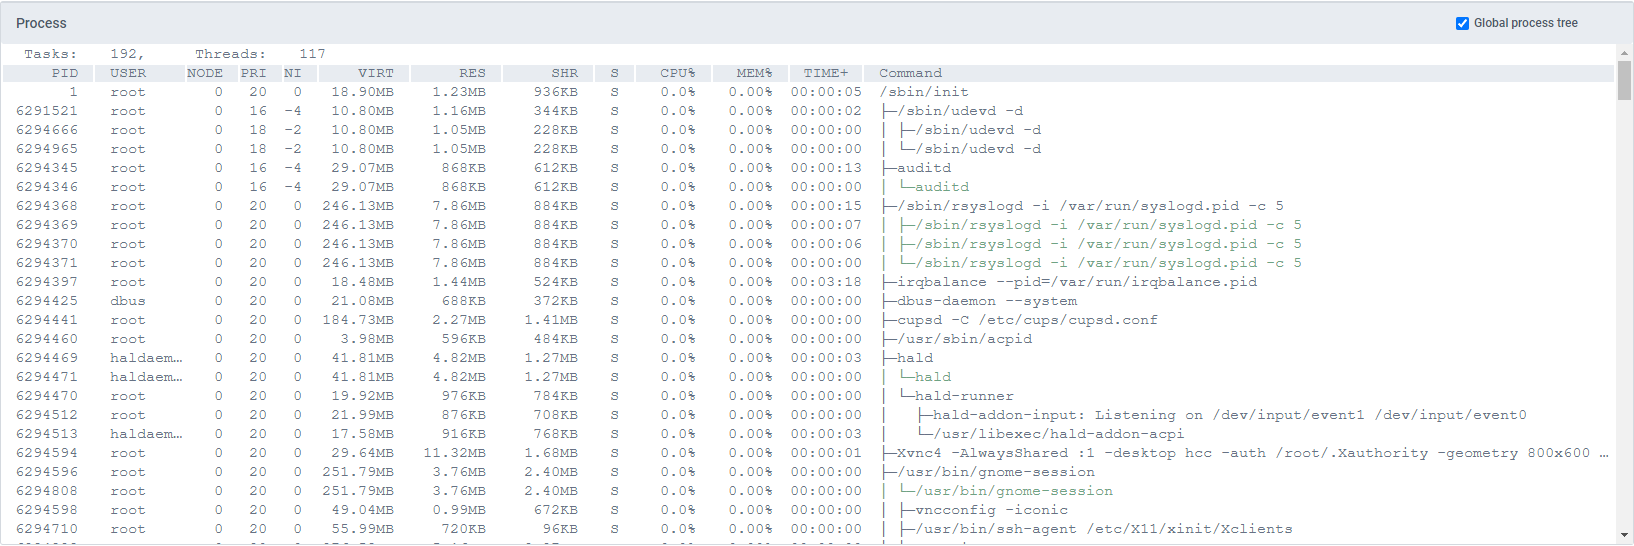 Process Global process tree
Tasks: 192, Threads: 117
PID USER NODE PRI NI VIRT RES SHR S CPU% MEM% TIME+ Command
1 root 0 20 0 18.90MB 1.23MB 936KB S 0.0% 0.00% 00:00:05 /sbin/init
6291521 root 0 16 -4 10.80MB 1.16MB 344KB S 0.0% 0.00% 00:00:02 ├─/sbin/udevd -d
6294666 root 0 18 -2 10.80MB 1.05MB 228KB S 0.0% 0.00% 00:00:00 │ ├─/sbin/udevd -d
6294965 root 0 18 -2 10.80MB 1.05MB 228KB S 0.0% 0.00% 00:00:00 │ └─/sbin/udevd -d
6294345 root 0 16 -4 29.07MB 868KB 612KB S 0.0% 0.00% 00:00:13 ├─auditd
6294346 root 0 16 -4 29.07MB 868KB 612KB S 0.0% 0.00% 00:00:00 │ └─auditd
6294368 root 0 20 0 246.13MB 7.86MB 884KB S 0.0% 0.00% 00:00:15 ├─/sbin/rsyslogd -i /var/run/syslogd.pid -c 5
6294369 root 0 20 0 246.13MB 7.86MB 884KB S 0.0% 0.00% 00:00:07 │ ├─/sbin/rsyslogd -i /var/run/syslogd.pid -c 5
6294370 root 0 20 0 246.13MB 7.86MB 884KB S 0.0% 0.00% 00:00:06 │ ├─/sbin/rsyslogd -i /var/run/syslogd.pid -c 5
6294371 root 0 20 0 246.13MB 7.86MB 884KB S 0.0% 0.00% 00:00:00 │ └─/sbin/rsyslogd -i /var/run/syslogd.pid -c 5
6294397 root 0 20 0 18.48MB 1.44MB 524KB S 0.0% 0.00% 00:03:18 ├─irqbalance --pid=/var/run/irqbalance.pid
6294425 dbus 0 20 0 21.08MB 688KB 372KB S 0.0% 0.00% 00:00:00 ├─dbus-daemon --system
6294441 root 0 20 0 184.73MB 2.27MB 1.41MB S 0.0% 0.00% 00:00:00 ├─cupsd -C /etc/cups/cupsd.conf
6294460 root 0 20 0 3.98MB 596KB 484KB S 0.0% 0.00% 00:00:00 ├─/usr/sbin/acpid
6294469 haldaem… 0 20 0 41.81MB 4.82MB 1.27MB S 0.0% 0.00% 00:00:03 ├─hald
6294471 haldaem… 0 20 0 41.81MB 4.82MB 1.27MB S 0.0% 0.00% 00:00:00 │ └─hald
6294470 root 0 20 0 19.92MB 976KB 784KB S 0.0% 0.00% 00:00:00 │ └─hald-runner
6294512 root 0 20 0 21.99MB 876KB 708KB S 0.0% 0.00% 00:00:00 │   ├─hald-addon-input: Listening on /dev/input/event1 /dev/input/event0
6294513 haldaem… 0 20 0 17.58MB 916KB 768KB S 0.0% 0.00% 00:00:03 │   └─/usr/libexec/hald-addon-acpi
6294594 root 0 20 0 29.64MB 11.32MB 1.68MB S 0.0% 0.00% 00:00:01 ├─Xvnc4 -AlwaysShared :1 -desktop hcc -auth /root/.Xauthority -geometry 800x600 …
6294596 root 0 20 0 251.79MB 3.76MB 2.40MB S 0.0% 0.00% 00:00:00 ├─/usr/bin/gnome-session
6294808 root 0 20 0 251.79MB 3.76MB 2.40MB S 0.0% 0.00% 00:00:00 │ └─/usr/bin/gnome-session
6294598 root 0 20 0 49.04MB 0.99MB 672KB S 0.0% 0.00% 00:00:00 │ ├─vncconfig -iconic
6294710 root 0 20 0 55.99MB 720KB 96KB S 0.0% 0.00% 00:00:00 │ ├─/usr/bin/ssh-agent /etc/X11/xinit/Xclients